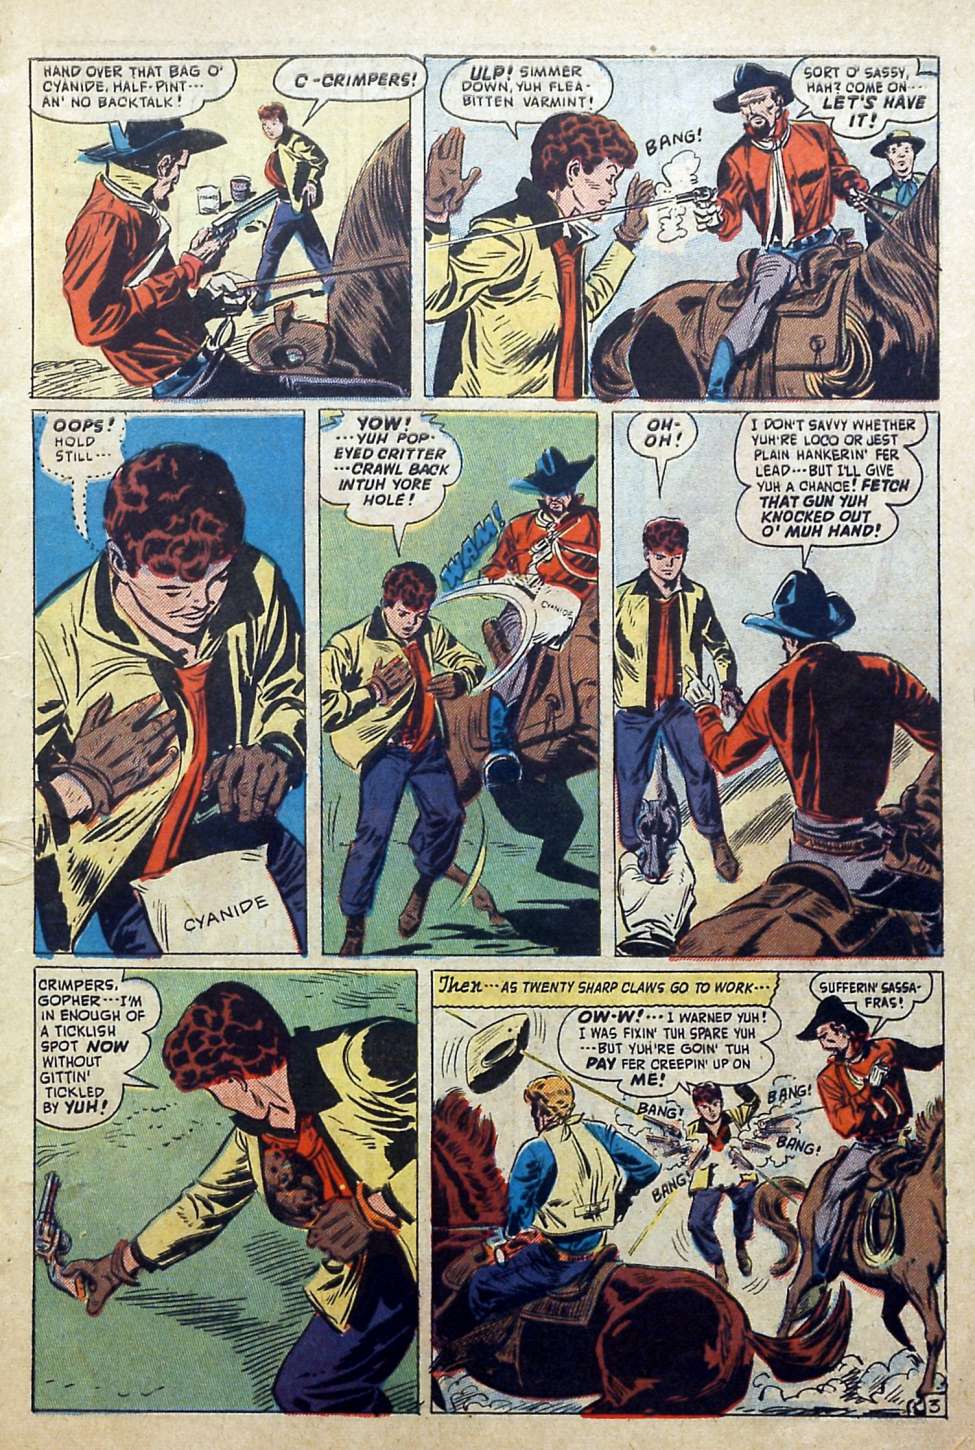 HAND OVER THAT BAG O'
CYANIDE, HALF-PINT---
AN' NO BACKTALK!
C-CRIMPERS!
ULP! SIMMER
DOWN, YUH FLEA-
BITTEN VARMINT!
BANG!
SORT O' SASSY,
HAH? COME ON---
LET'S HAVE
IT!
OOPS!
HOLD
STILL---
CYANIDE
YOW!
---YUH POP-
EYED CRITTER
---CRAWL BACK
INTUH YORE
HOLE!
WAM!
CYANIDE
OH-
OH!
I DON'T SAVVY WHETHER
YUH'RE LOCO OR JEST
PLAIN HANKERIN' FER
LEAD---BUT I'LL GIVE
YUH A CHANCE! FETCH
THAT GUN YUH
KNOCKED OUT
O' MUH HAND!
CRIMPERS,
GOPHER---I'M
IN ENOUGH OF
A TICKLISH
SPOT NOW
WITHOUT
GITTIN'
TICKLED
BY YUH!
Then---AS TWENTY SHARP CLAWS GO TO WORK---
OW-W!---I WARNED YUH!
I WAS FIXIN' TUH SPARE YUH
---BUT YUH'RE GOIN' TUH
PAY FER CREEPIN' UP ON
ME!
SUFFERIN' SASSA-
FRAS!
BANG!
BANG!
BANG!
BANG!
3